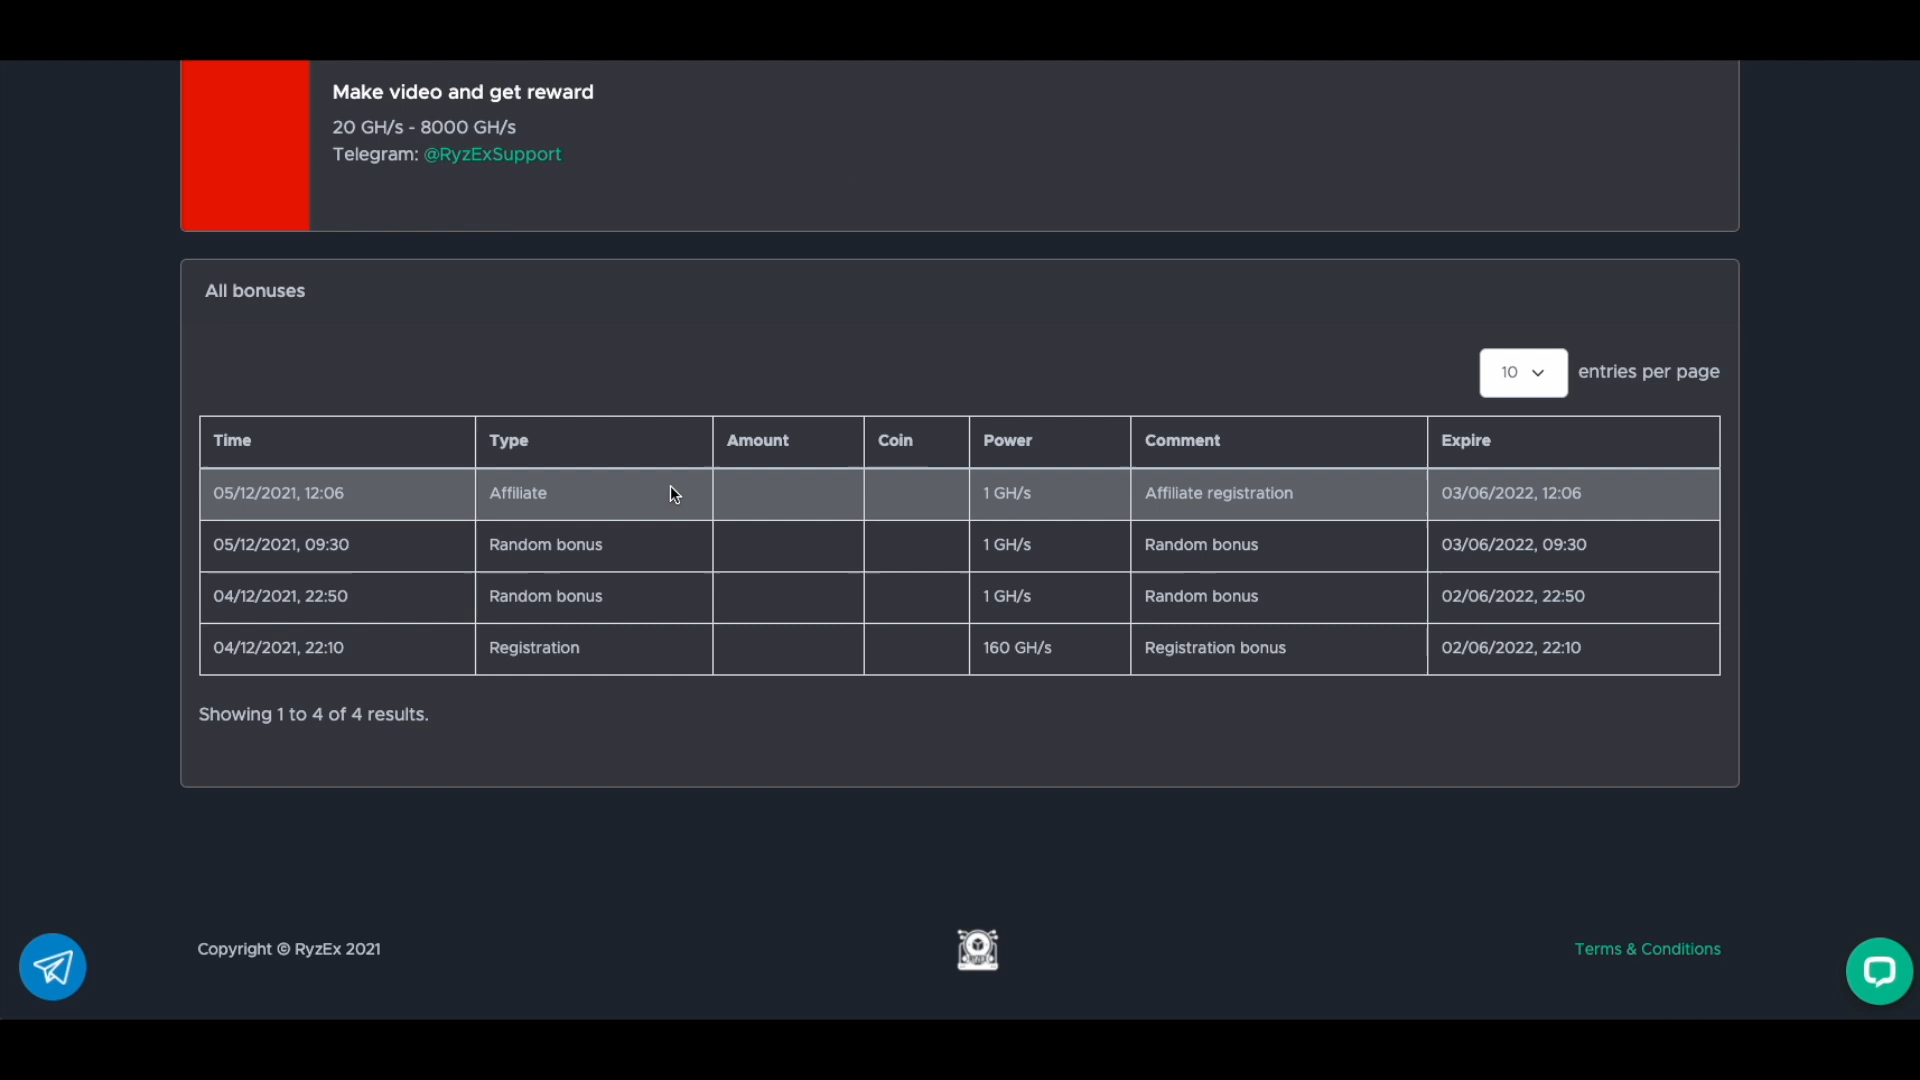 Make video and get reward
20 GH/s - 8000 GH/s
Telegram: @RyzExSupport
All bonuses
10 entries per page
Time Type Amount Coin Power Comment Expire
05/12/2021, 12:06 Affiliate 1 GH/s Affiliate registration 03/06/2022, 12:06
05/12/2021, 09:30 Random bonus 1 GH/s Random bonus 03/06/2022, 09:30
04/12/2021, 22:50 Random bonus 1 GH/s Random bonus 02/06/2022, 22:50
04/12/2021, 22:10 Registration 160 GH/s Registration bonus 02/06/2022, 22:10
Showing 1 to 4 of 4 results.
Copyright © RyzEx 2021
Terms & Conditions